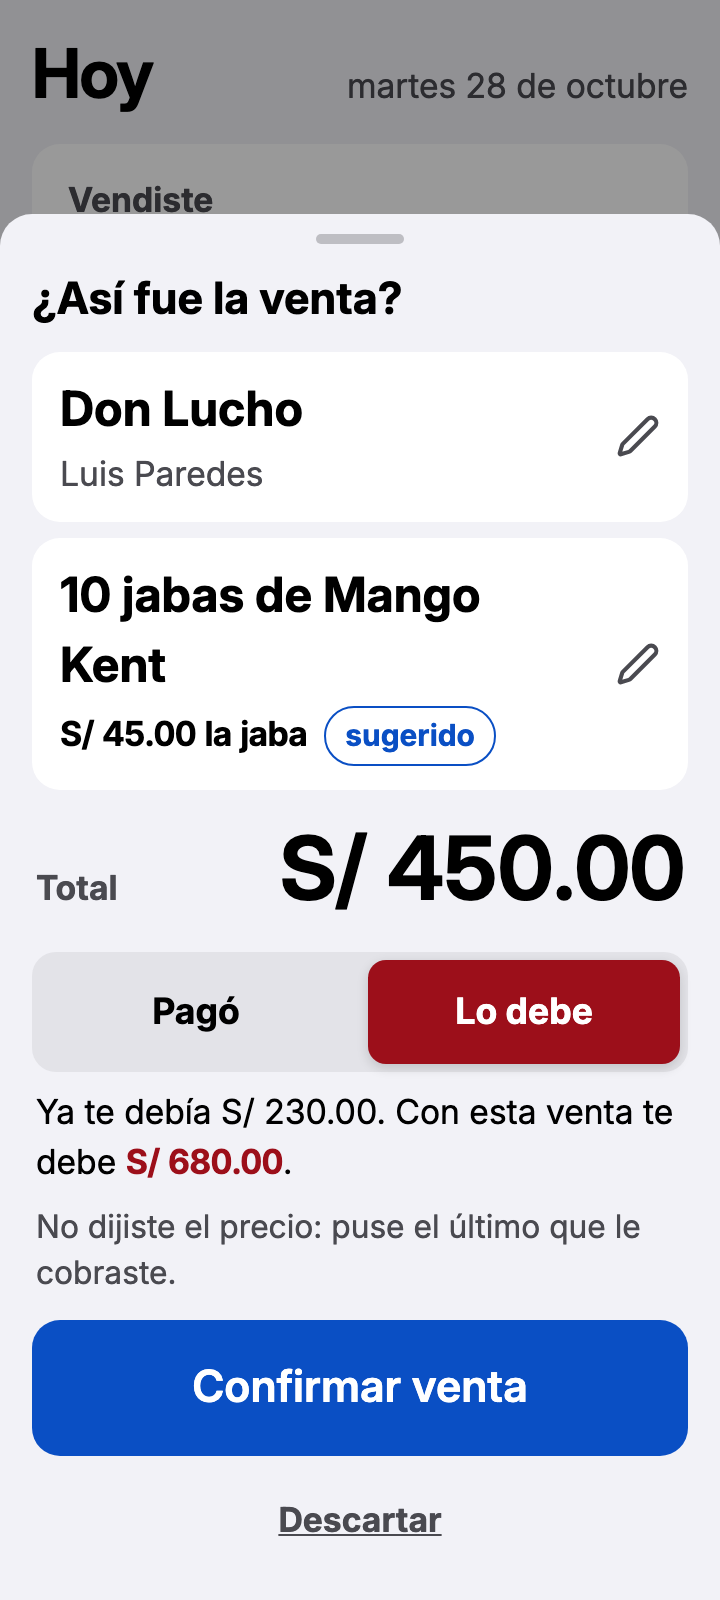 Hoy
martes 28 de octubre
Vendiste
¿Así fue la venta?
Don Lucho
Luis Paredes
10 jabas de Mango
Kent
S/ 45.00 la jaba
sugerido
Total
S/ 450.00
Pagó
Lo debe
Ya te debía S/ 230.00. Con esta venta te
debe S/ 680.00.
No dijiste el precio: puse el último que le
cobraste.
Confirmar venta
Descartar